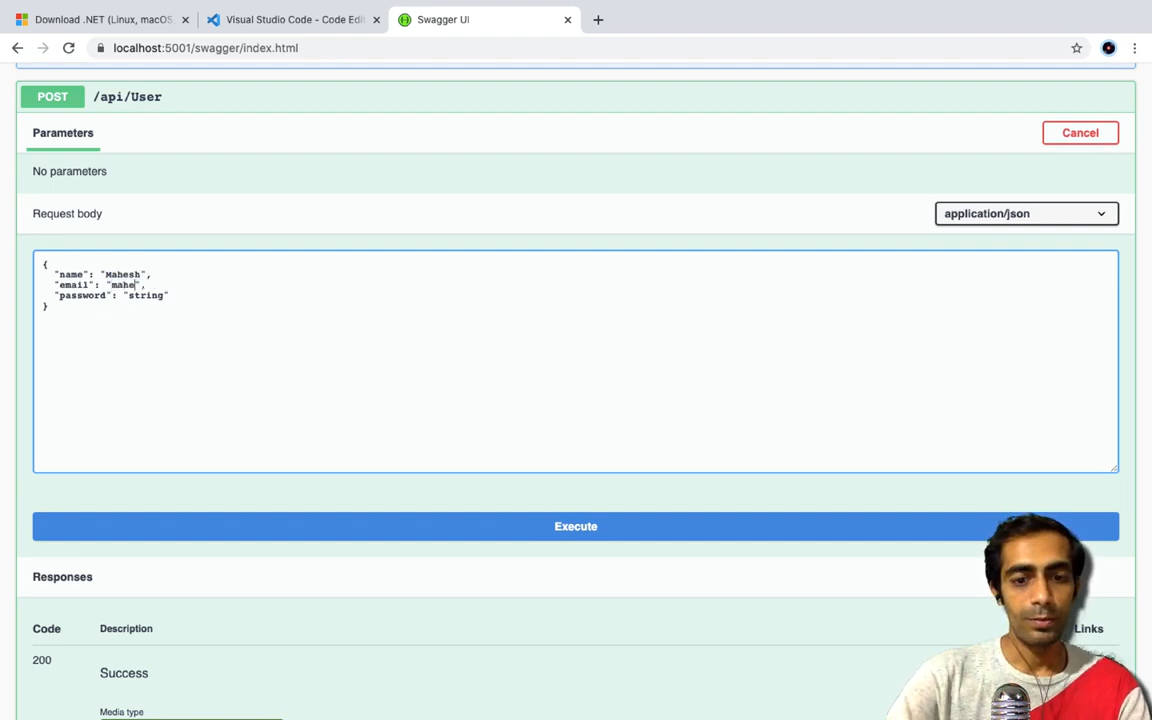 Download .NET (Linux, macOS,
Visual Studio Code - Code Edit
Swagger UI
localhost:5001/swagger/index.html
POST /api/User
Parameters
Cancel
No parameters
Request body
application/json
{
"name": "Mahesh",
"email": "mahe",
"password": "string"
}
Execute
Responses
Code Description Links
200
Success
Media type